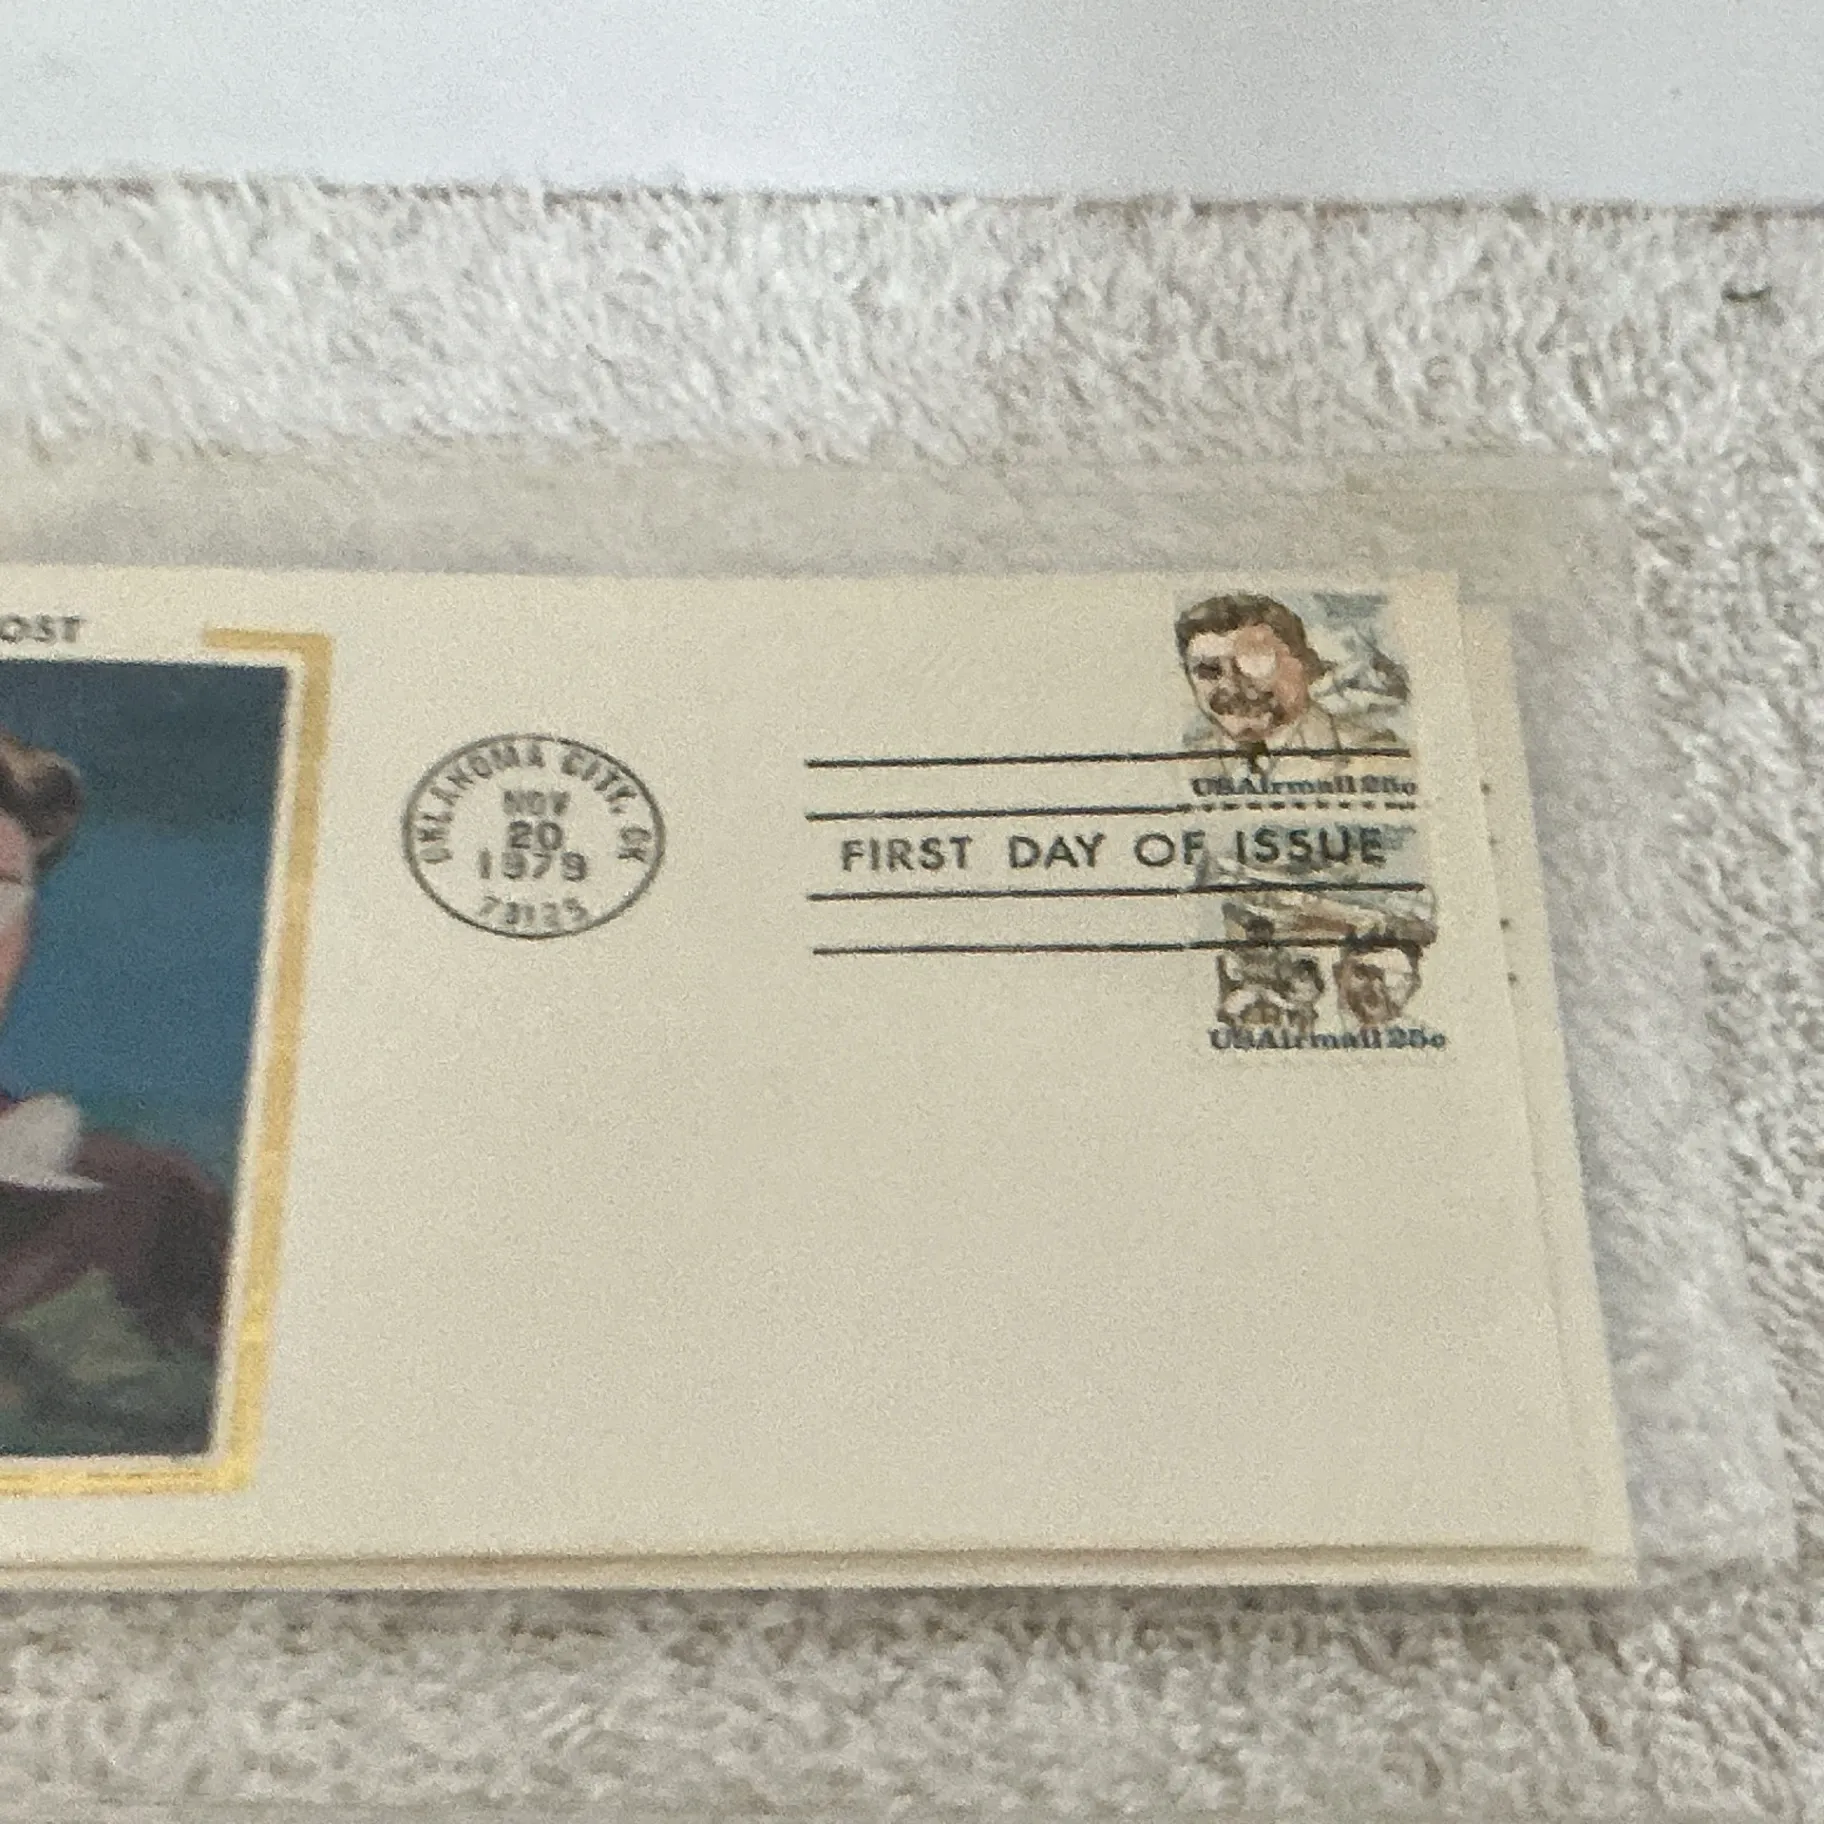 OST
OKLAHOMA CITY, OK
NOV
20
1979
73125
USAirmail 25c
FIRST DAY OF ISSUE
USAirmail 25c